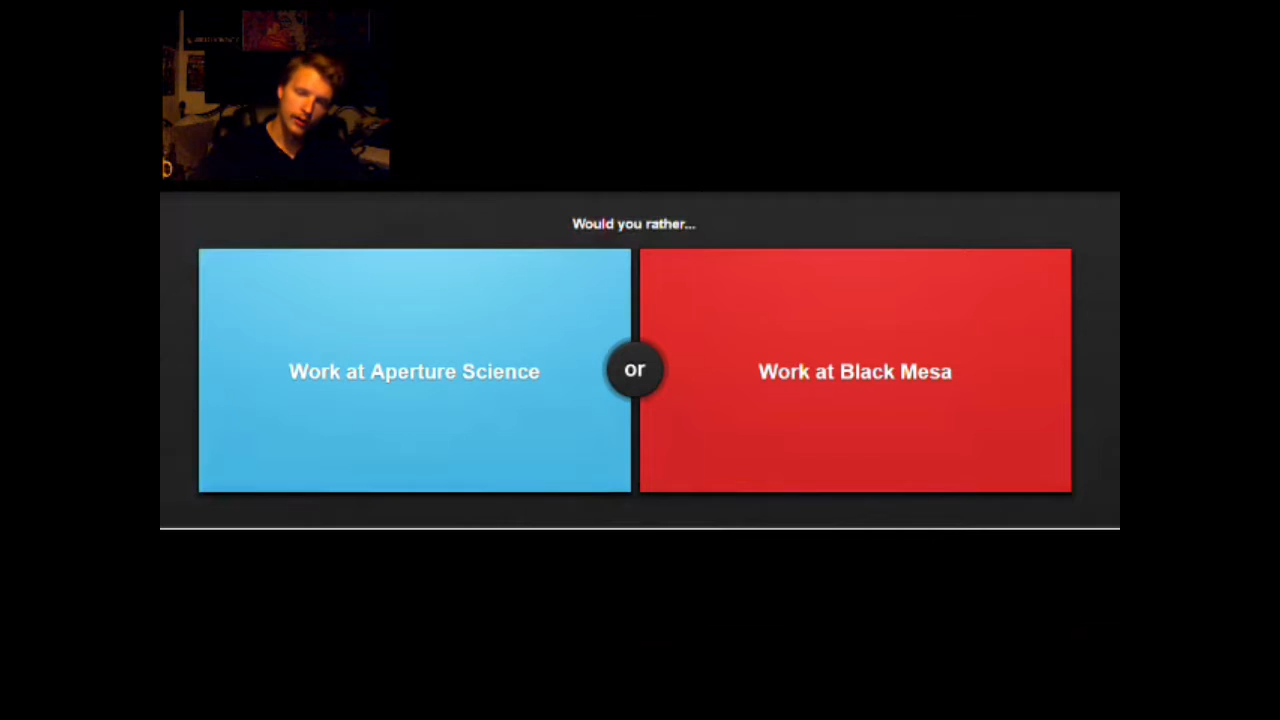 Would you rather...
Work at Aperture Science
or
Work at Black Mesa